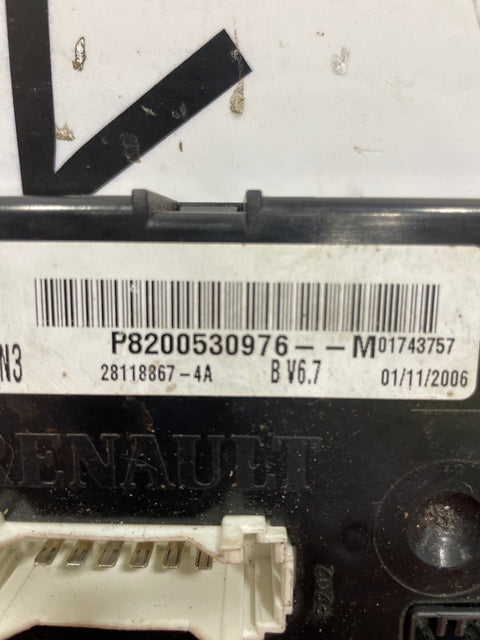 P8200530976--M01743757
N3 28118867-4A B V6.7 01/11/2006
RENAULT